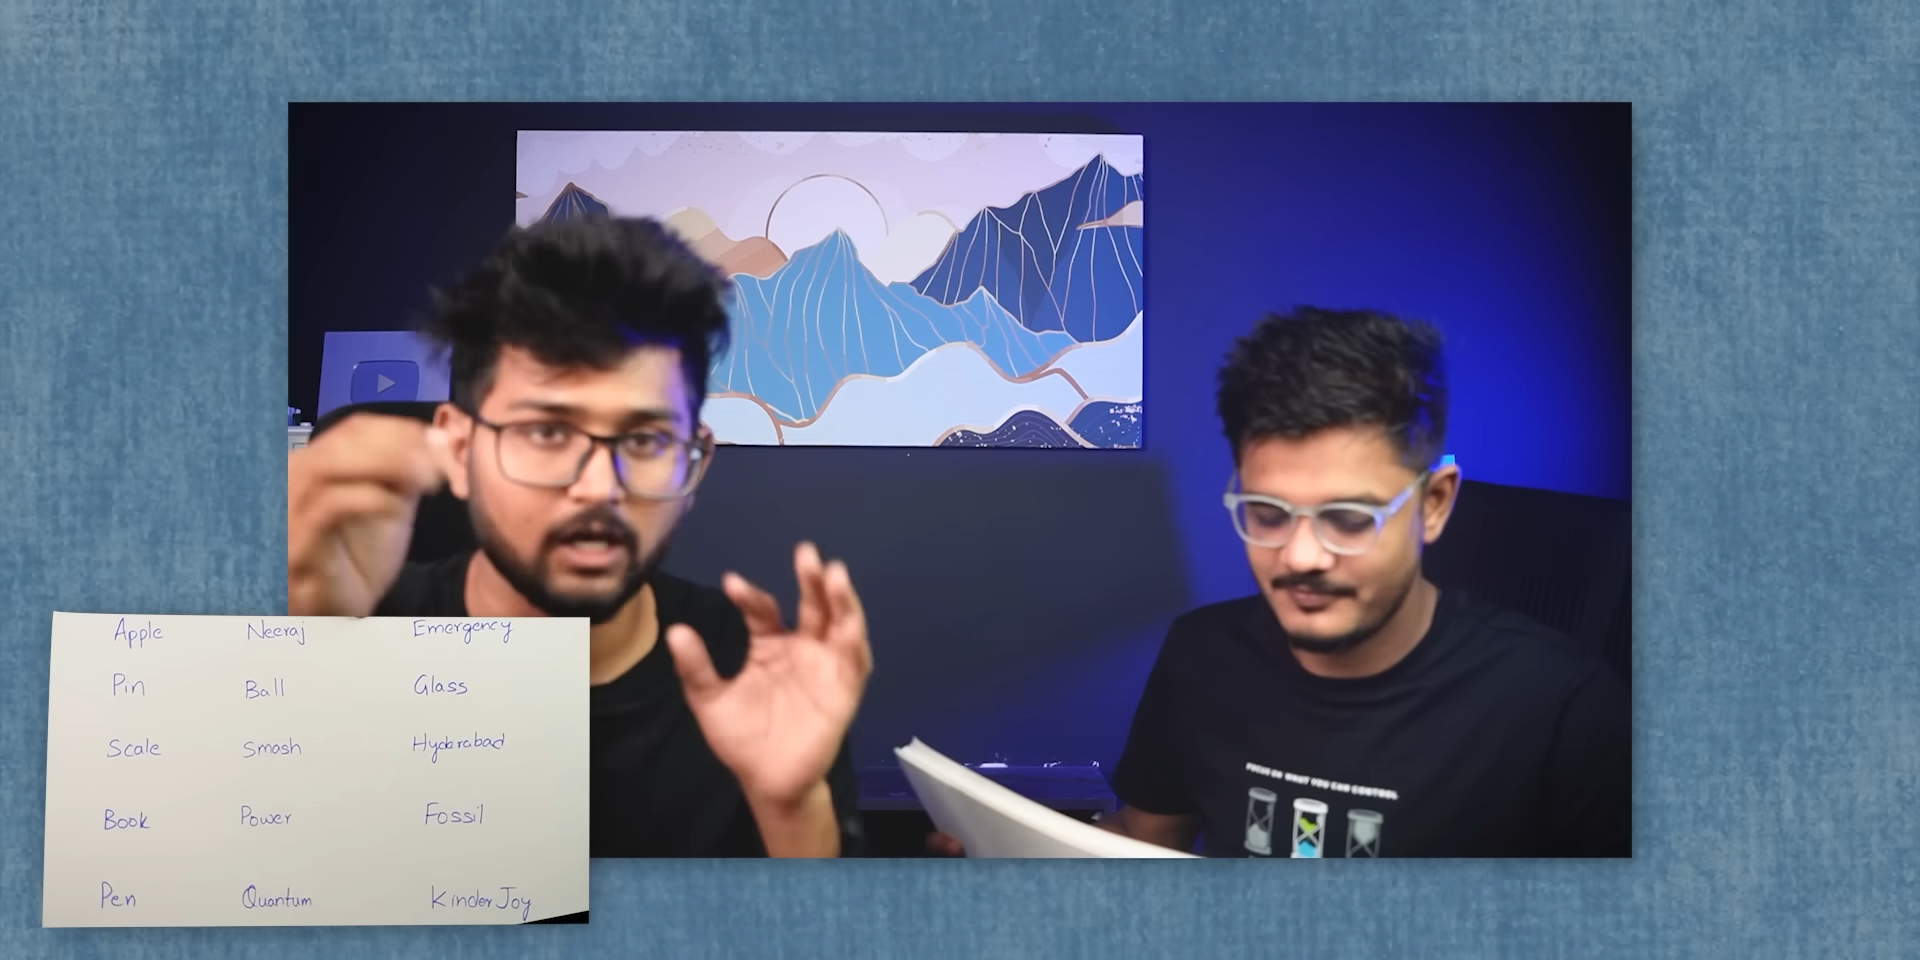 Apple Neeraj Emergency
Pin Ball Glass
Scale Smash Hyderabad
Book Power Fossil
Pen Quantum Kinder Joy
FOCUS ON WHAT YOU CAN CONTROL